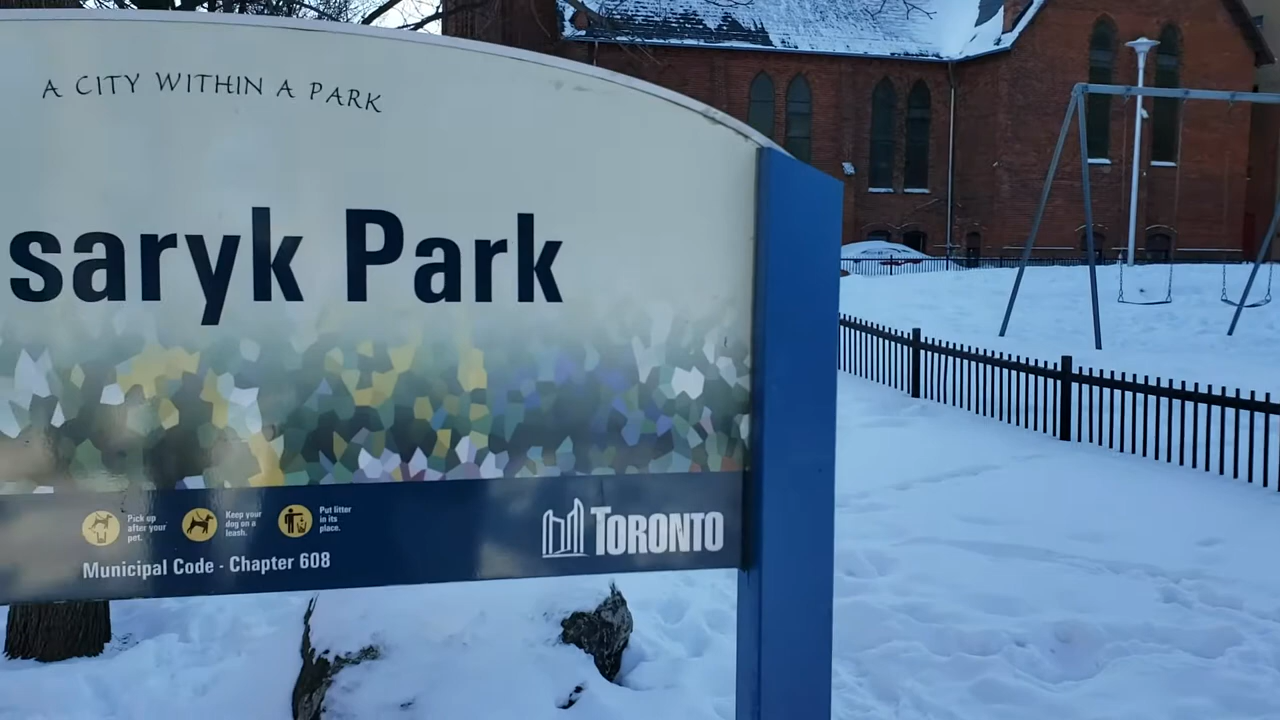 A CITY WITHIN A PARK
saryk Park
Pick up
after your
pet.
Keep your
dog on a
leash.
Put litter
in its
place.
Municipal Code - Chapter 608
TORONTO